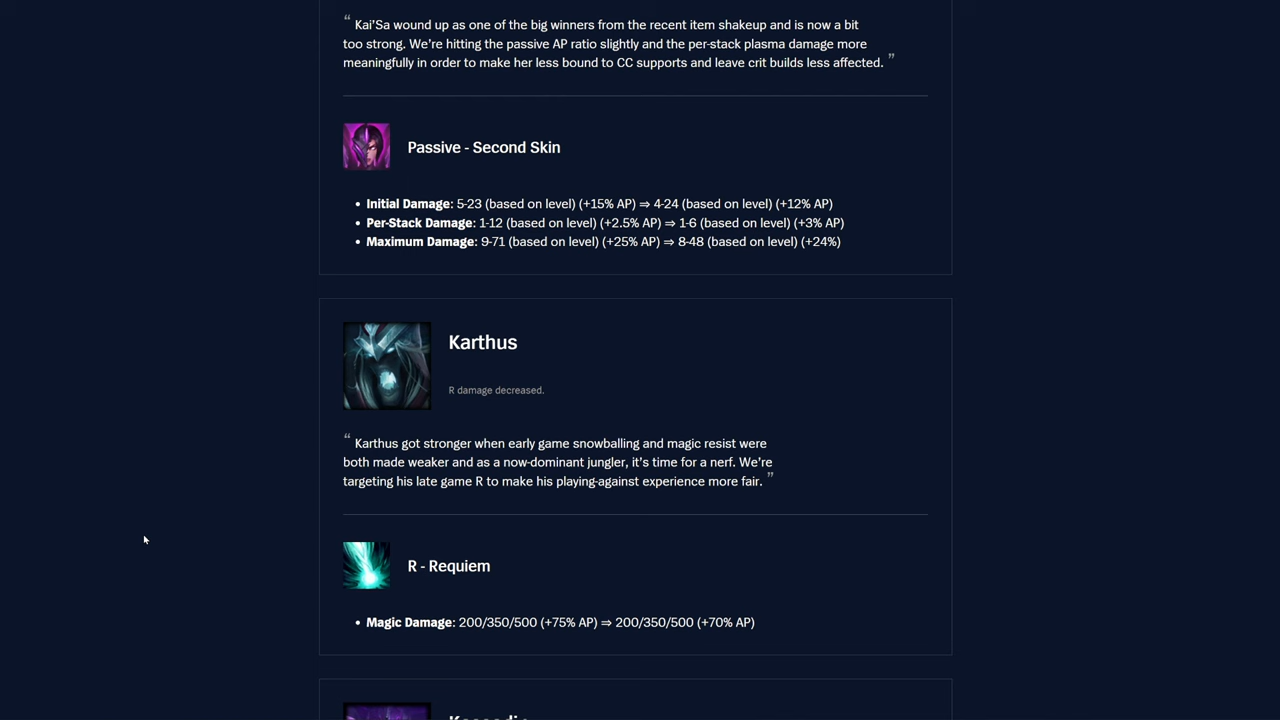 “ Kai’Sa wound up as one of the big winners from the recent item shakeup and is now a bit
too strong. We’re hitting the passive AP ratio slightly and the per-stack plasma damage more
meaningfully in order to make her less bound to CC supports and leave crit builds less affected. ”
Passive - Second Skin
• Initial Damage: 5-23 (based on level) (+15% AP) ⇒ 4-24 (based on level) (+12% AP)
• Per-Stack Damage: 1-12 (based on level) (+2.5% AP) ⇒ 1-6 (based on level) (+3% AP)
• Maximum Damage: 9-71 (based on level) (+25% AP) ⇒ 8-48 (based on level) (+24%)
Karthus
R damage decreased.
“ Karthus got stronger when early game snowballing and magic resist were
both made weaker and as a now-dominant jungler, it’s time for a nerf. We’re
targeting his late game R to make his playing-against experience more fair. ”
R - Requiem
• Magic Damage: 200/350/500 (+75% AP) ⇒ 200/350/500 (+70% AP)